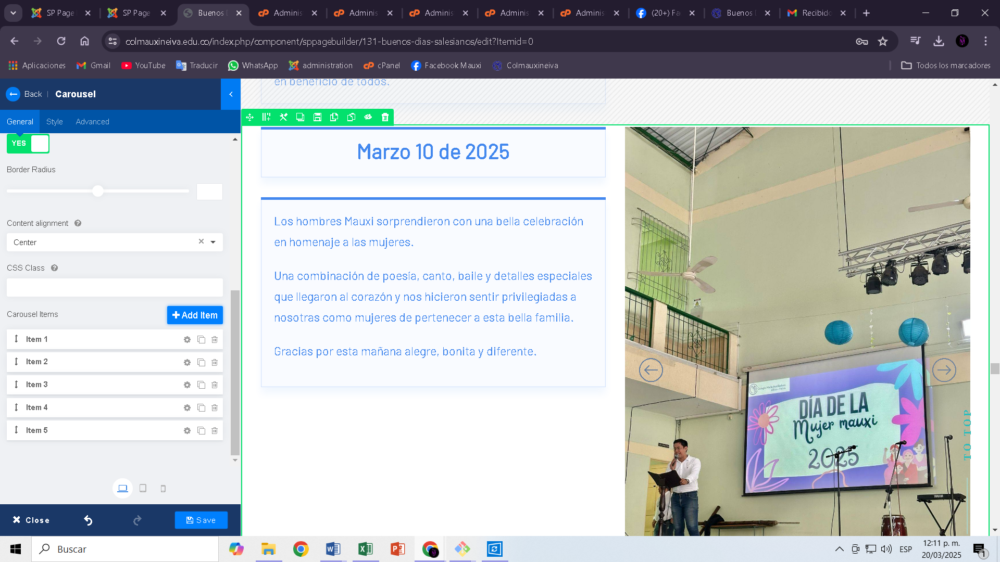 SP Page
SP Page
Buenos
Adminis
Adminis
Adminis
Adminis
Adminis
(20+) Fa
Buenos
Recibido
colmauxineiva.edu.co/index.php/component/sppagebuilder/131-buenos-dias-salesianos/edit?Itemid=0
Aplicaciones
Gmail
YouTube
Traducir
WhatsApp
administration
cPanel
Facebook Mauxi
Colmauxineiva
Todos los marcadores
Back
Carousel
General
Style
Advanced
YES
Border Radius
Content alignment
Center
CSS Class
Carousel Items
Add Item
Item 1
Item 2
Item 3
Item 4
Item 5
Close
Save
en beneficio de todos.
Marzo 10 de 2025
Los hombres Mauxi sorprendieron con una bella celebración
en homenaje a las mujeres.
Una combinación de poesía, canto, baile y detalles especiales
que llegaron al corazón y nos hicieron sentir privilegiadas a
nosotras como mujeres de pertenecer a esta bella familia.
Gracias por esta mañana alegre, bonita y diferente.
Colegio María Auxiliadora
DÍA DE LA
Mujer mauxi
2025
YAMAHA
TO TOP
Buscar
ESP
12:11 p. m.
20/03/2025
1